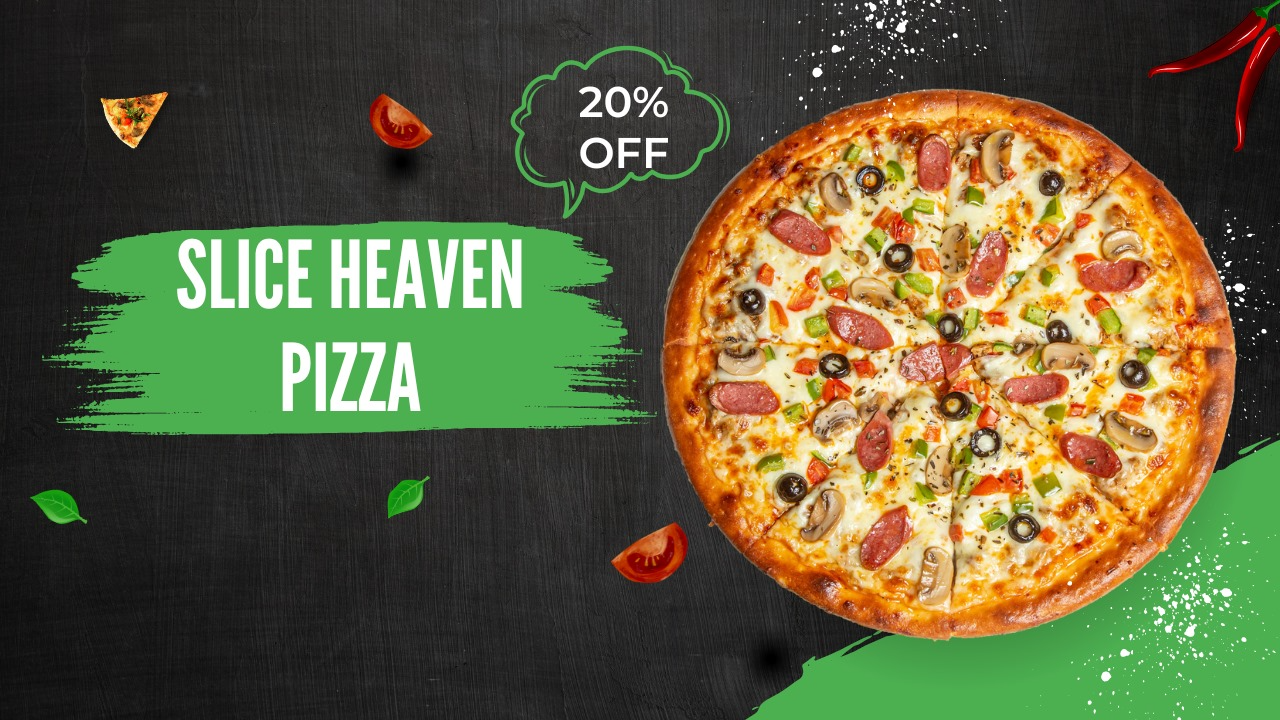 20%
OFF
SLICE HEAVEN
PIZZA